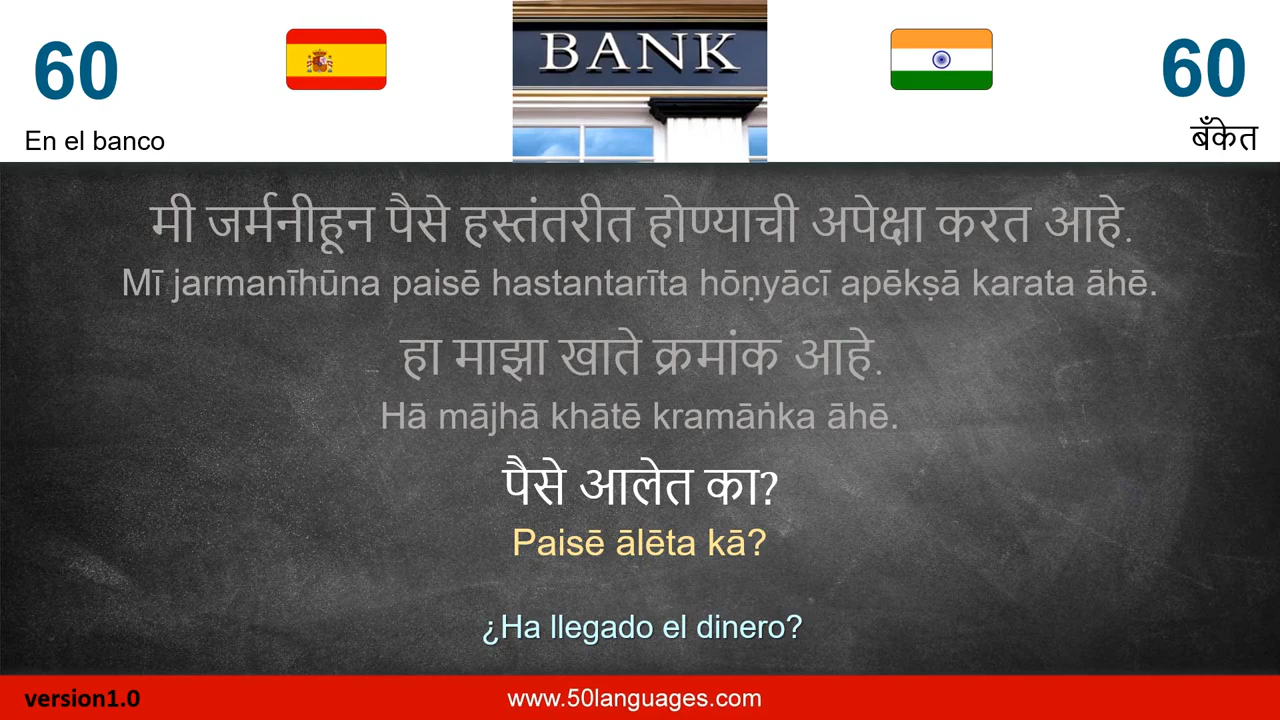 60
60
BANK
En el banco
बँकेत
मी जर्मनीहून पैसे हस्तंतरीत होण्याची अपेक्षा करत आहे.
Mī jarmanīhūna paisē hastantarīta hōṇyācī apēkṣā karata āhē.
हा माझा खाते क्रमांक आहे.
Hā mājhā khātē kramāṅka āhē.
पैसे आलेत का?
Paisē ālēta kā?
¿Ha llegado el dinero?
version1.0
www.50languages.com